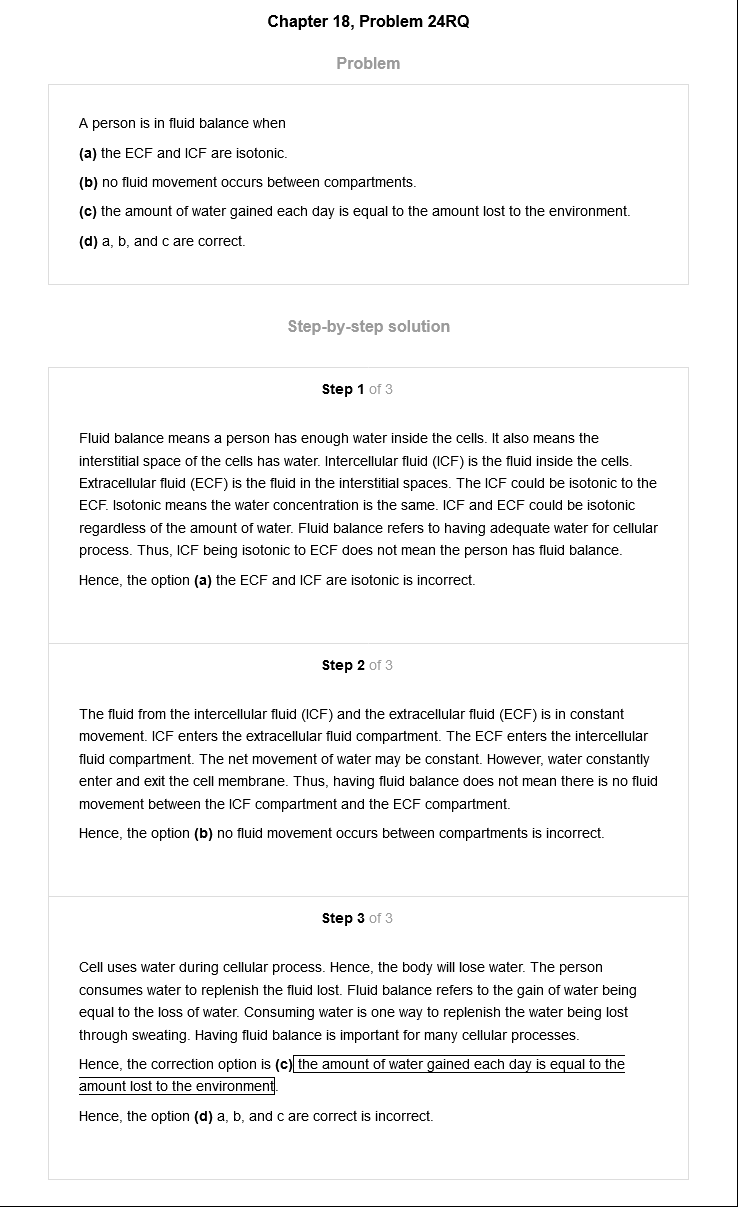 Chapter 18, Problem 24RQ
Problem
A person is in fluid balance when
(a) the ECF and ICF are isotonic.
(b) no fluid movement occurs between compartments.
(c) the amount of water gained each day is equal to the amount lost to the environment.
(d) a, b, and c are correct.
Step-by-step solution
Step 1 of 3
Fluid balance means a person has enough water inside the cells. It also means the
interstitial space of the cells has water. Intercellular fluid (ICF) is the fluid inside the cells.
Extracellular fluid (ECF) is the fluid in the interstitial spaces. The ICF could be isotonic to the
ECF. Isotonic means the water concentration is the same. ICF and ECF could be isotonic
regardless of the amount of water. Fluid balance refers to having adequate water for cellular
process. Thus, ICF being isotonic to ECF does not mean the person has fluid balance.
Hence, the option (a) the ECF and ICF are isotonic is incorrect.
Step 2 of 3
The fluid from the intercellular fluid (ICF) and the extracellular fluid (ECF) is in constant
movement. ICF enters the extracellular fluid compartment. The ECF enters the intercellular
fluid compartment. The net movement of water may be constant. However, water constantly
enter and exit the cell membrane. Thus, having fluid balance does not mean there is no fluid
movement between the ICF compartment and the ECF compartment.
Hence, the option (b) no fluid movement occurs between compartments is incorrect.
Step 3 of 3
Cell uses water during cellular process. Hence, the body will lose water. The person
consumes water to replenish the fluid lost. Fluid balance refers to the gain of water being
equal to the loss of water. Consuming water is one way to replenish the water being lost
through sweating. Having fluid balance is important for many cellular processes.
Hence, the correction option is (c) the amount of water gained each day is equal to the
amount lost to the environment.
Hence, the option (d) a, b, and c are correct is incorrect.